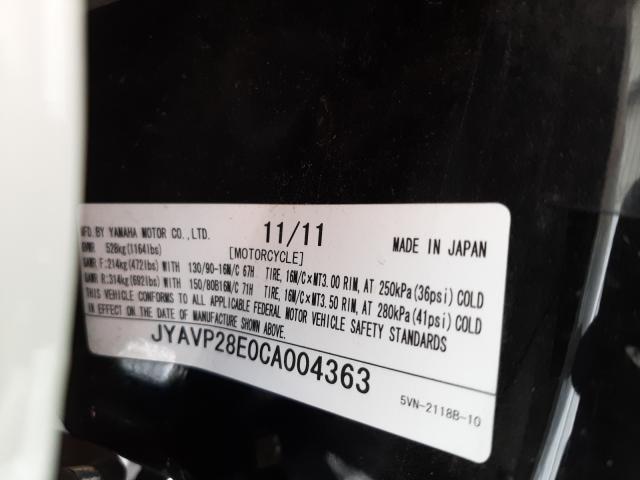 MFD. BY YAMAHA MOTOR CO., LTD. 11/11 MADE IN JAPAN
GVWR 528kg(1164lbs) [MOTORCYCLE]
GAWR F:214kg(472lbs) WITH 130/90-16M/C 67H TIRE, 16M/C×MT3.00 RIM, AT 250kPa(36psi) COLD
GAWR R:314kg(692lbs) WITH 150/80B16M/C 71H TIRE, 16M/C×MT3.50 RIM, AT 280kPa(41psi) COLD
THIS VEHICLE CONFORMS TO ALL APPLICABLE FEDERAL MOTOR VEHICLE SAFETY STANDARDS
IN EFFECT ON THE DATE OF MANUFACTURE SHOWN ABOVE.
JYAVP28E0CA004363
5VN-2118B-10